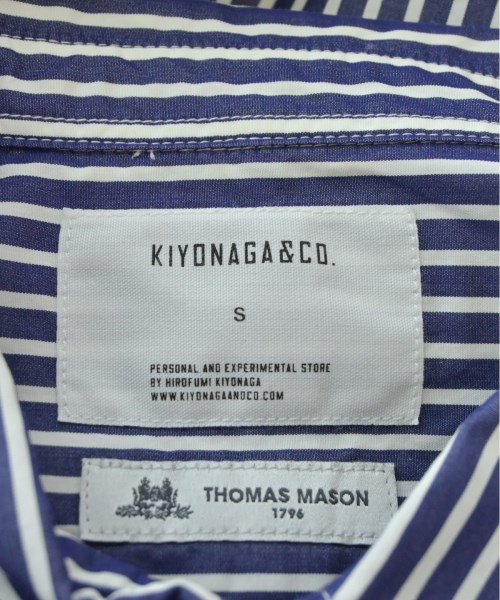 KIYONAGA&CO.
S
PERSONAL AND EXPERIMENTAL STORE
BY HIROFUMI KIYONAGA
WWW.KIYONAGAANDCO.COM
THOMAS MASON
1796